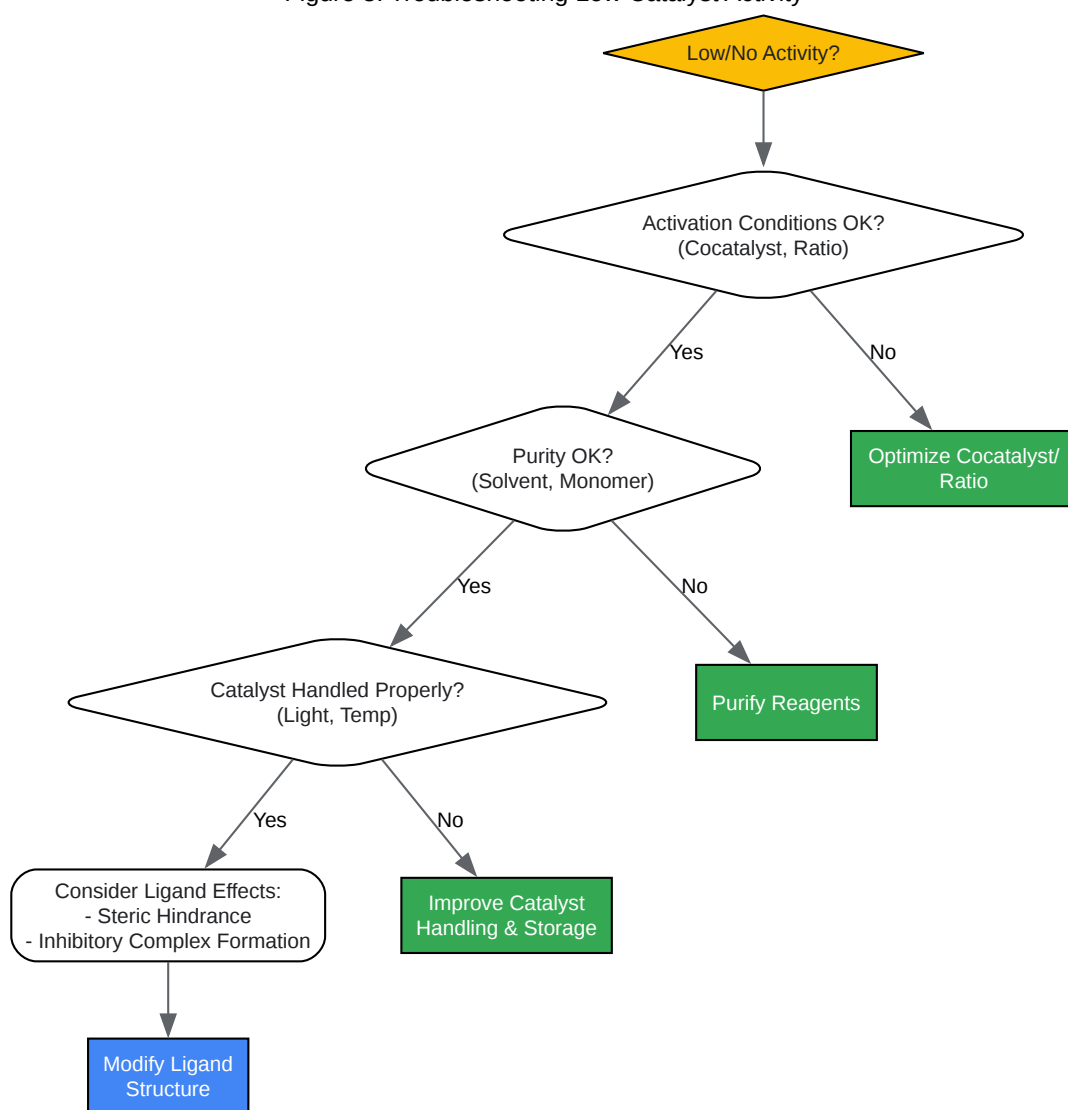 Low/No Activity?
Activation Conditions OK?
(Cocatalyst, Ratio)
Yes
No
Purity OK?
(Solvent, Monomer)
Optimize Cocatalyst/
Ratio
Yes
No
Catalyst Handled Properly?
(Light, Temp)
Purify Reagents
Yes
No
Consider Ligand Effects:
- Steric Hindrance
- Inhibitory Complex Formation
Improve Catalyst
Handling & Storage
Modify Ligand
Structure